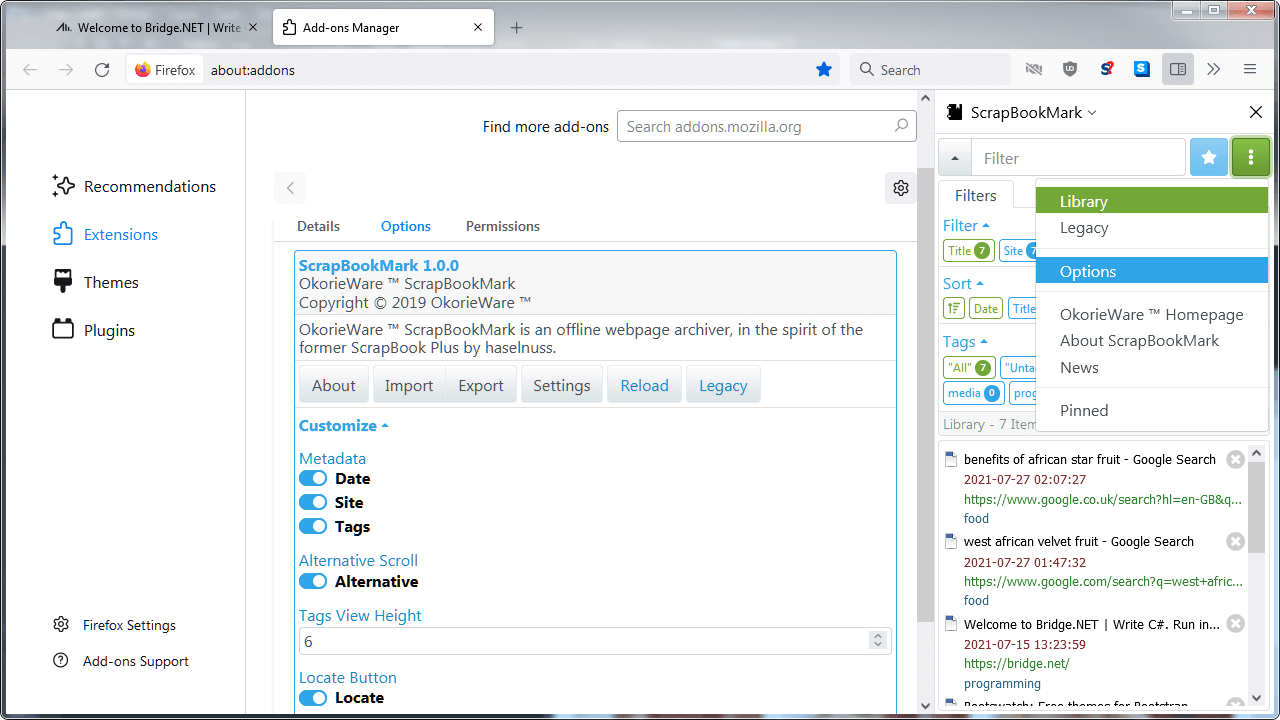 Welcome to Bridge.NET | Write
Add-ons Manager
Firefox
about:addons
Search
Find more add-ons
Search addons.mozilla.org
Recommendations
Extensions
Themes
Plugins
Firefox Settings
Add-ons Support
Details
Options
Permissions
ScrapBookMark 1.0.0
OkorieWare ™ ScrapBookMark
Copyright © 2019 OkorieWare ™
OkorieWare ™ ScrapBookMark is an offline webpage archiver, in the spirit of the
former ScrapBook Plus by haselnuss.
About Import Export Settings Reload Legacy
Customize
Metadata
Date
Site
Tags
Alternative Scroll
Alternative
Tags View Height
6
Locate Button
Locate
ScrapBookMark
Filter
Filters
Filter
Title 7 Site 7
Sort
Date Title
Tags
"All" 7 "Unta
media 0 prog
Library - 7 Item
Library
Legacy
Options
OkorieWare ™ Homepage
About ScrapBookMark
News
Pinned
benefits of african star fruit - Google Search
2021-07-27 02:07:27
https://www.google.co.uk/search?hl=en-GB&q...
food
west african velvet fruit - Google Search
2021-07-27 01:47:32
https://www.google.com/search?q=west+afric...
food
Welcome to Bridge.NET | Write C#. Run in...
2021-07-15 13:23:59
https://bridge.net/
programming